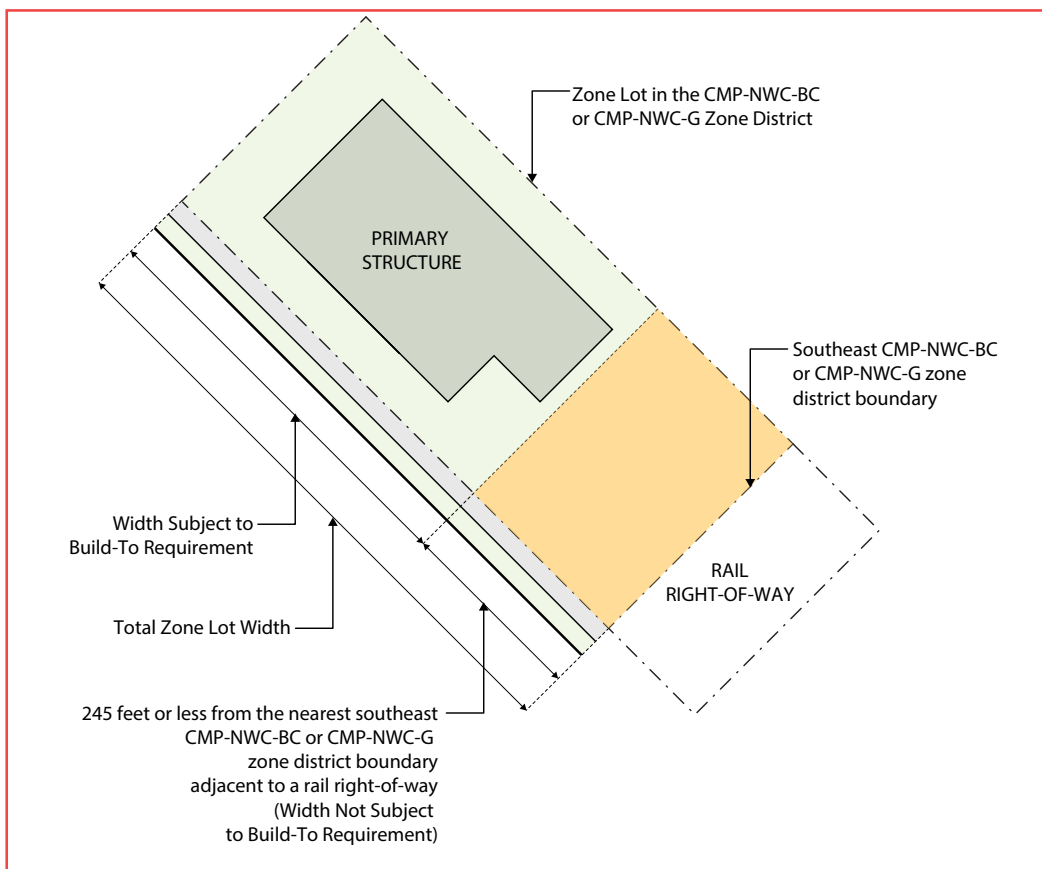 Zone Lot in the CMP-NWC-BC
or CMP-NWC-G Zone District
PRIMARY
STRUCTURE
Southeast CMP-NWC-BC
or CMP-NWC-G zone
district boundary
Width Subject to
Build-To Requirement
RAIL
RIGHT-OF-WAY
Total Zone Lot Width
245 feet or less from the nearest southeast
CMP-NWC-BC or CMP-NWC-G
zone district boundary
adjacent to a rail right-of-way
(Width Not Subject
to Build-To Requirement)